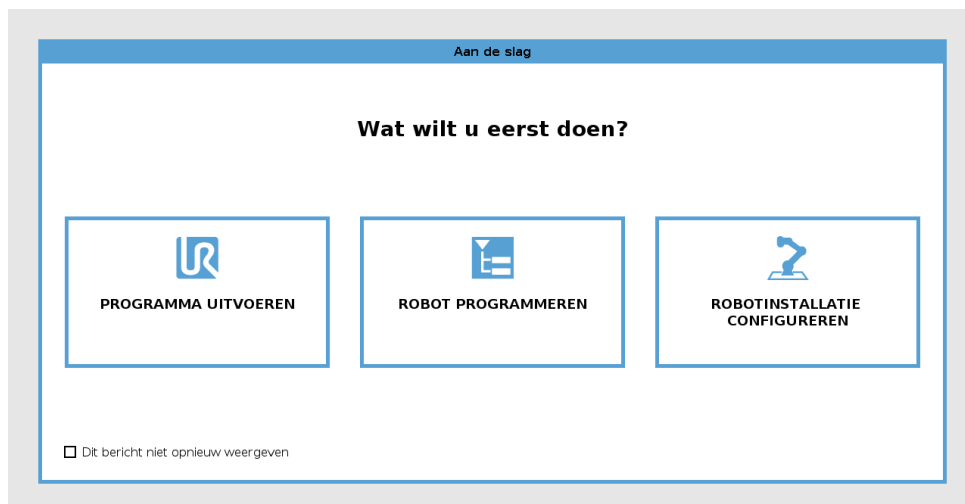 Aan de slag
Wat wilt u eerst doen?
PROGRAMMA UITVOEREN
ROBOT PROGRAMMEREN
ROBOTINSTALLATIE
CONFIGUREREN
Dit bericht niet opnieuw weergeven